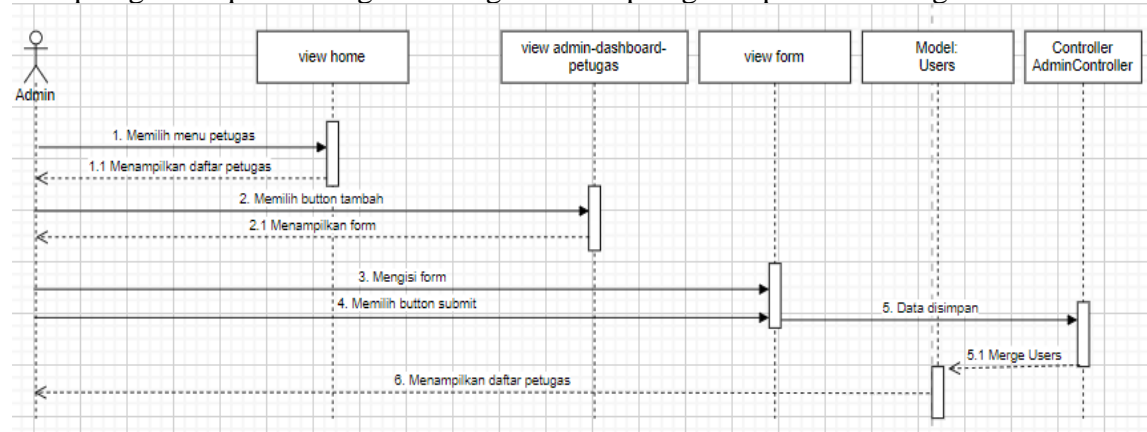 view home
view admin-dashboard-
petugas
view form
Model:
Users
Controller
AdminController
Admin
1. Memilih menu petugas
1.1 Menampilkan daftar petugas
2. Memilih button tambah
2.1 Menampilkan form
3. Mengisi form
4. Memilih button submit
5. Data disimpan
5.1 Merge Users
6. Menampilkan daftar petugas